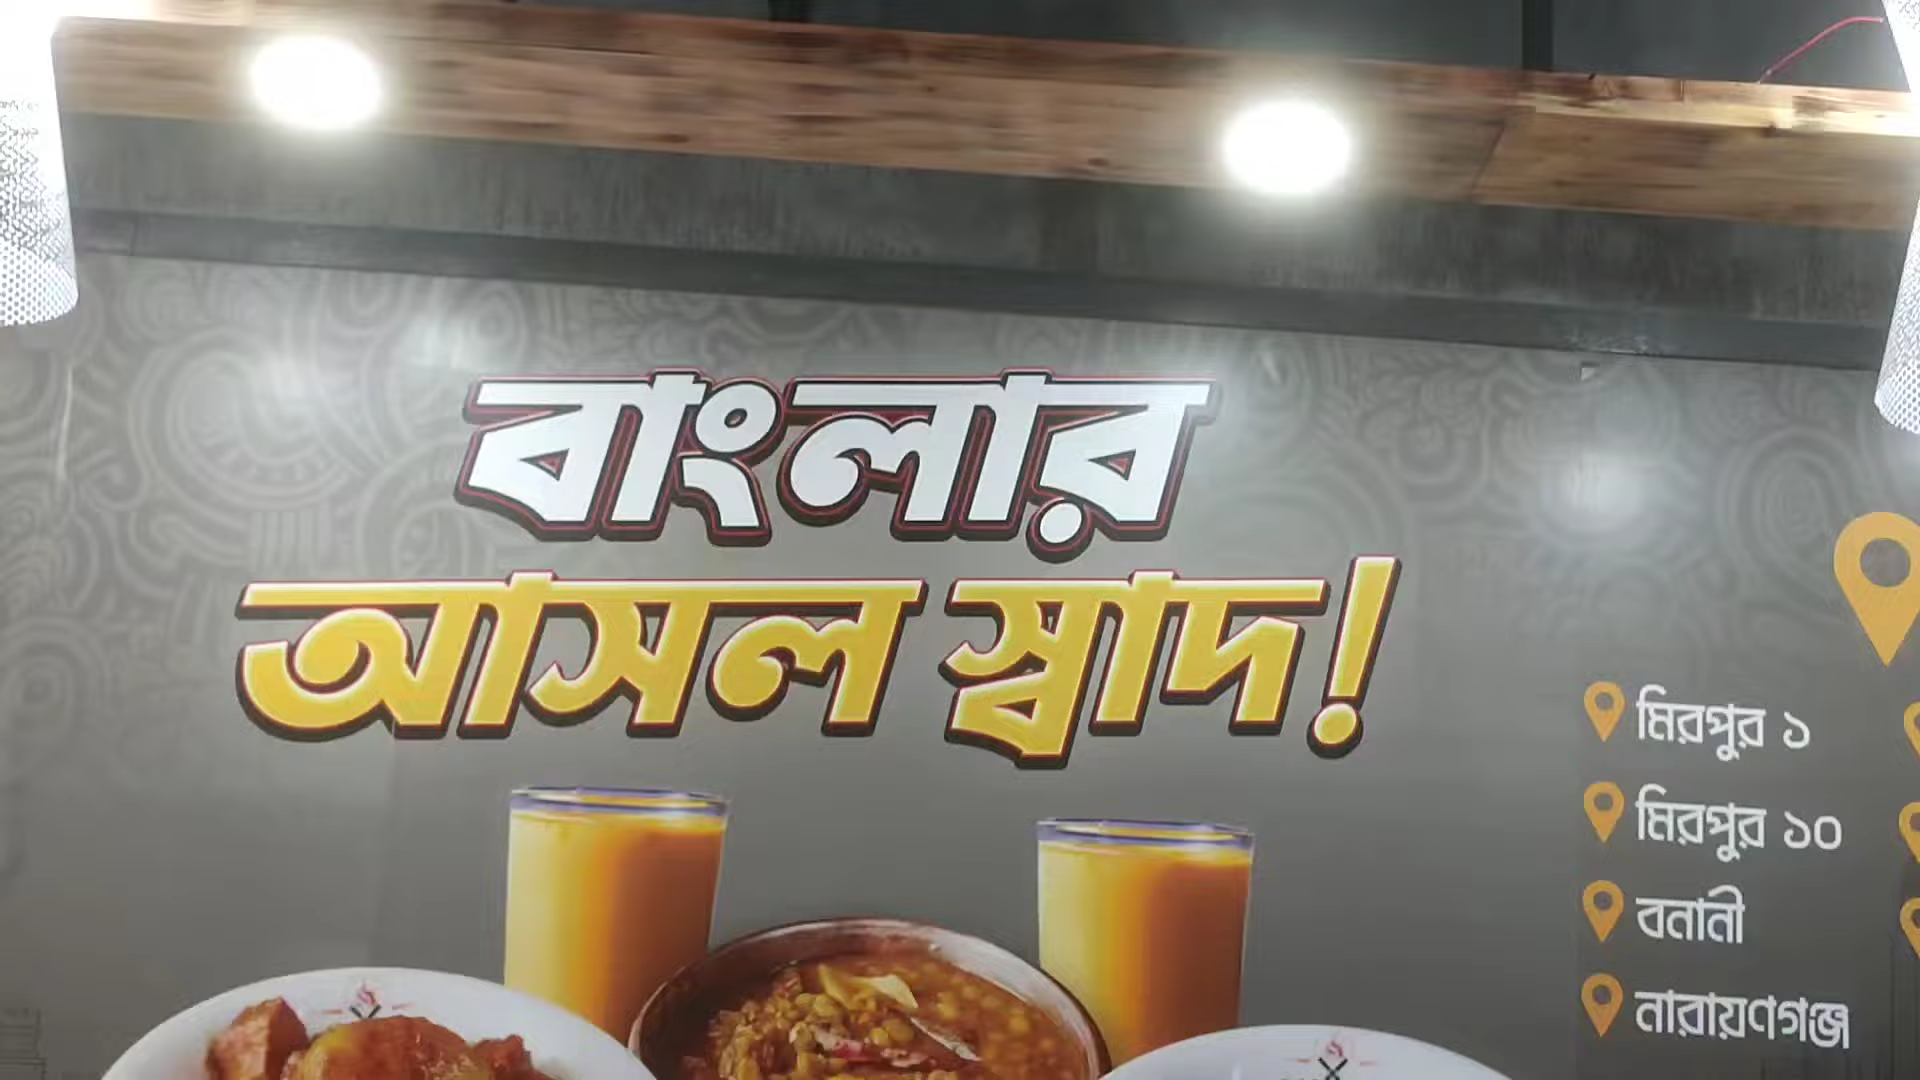 বাংলার
আসল স্বাদ!
মিরপুর ১
মিরপুর ১০
বনানী
নারায়ণগঞ্জ